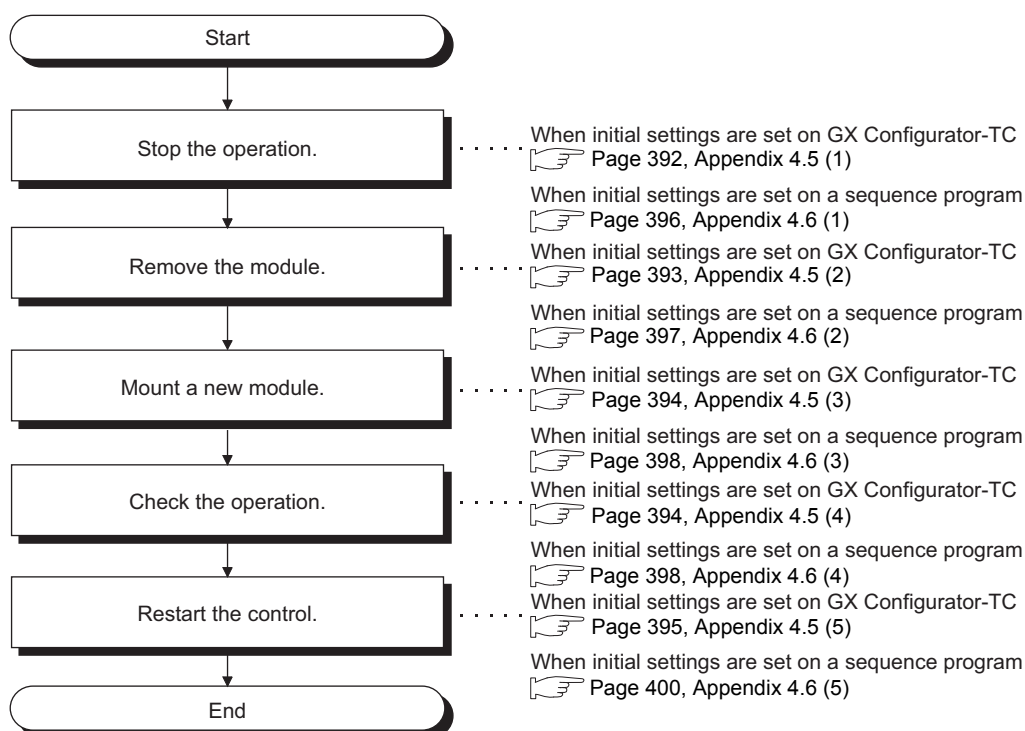 Start
Stop the operation.
When initial settings are set on GX Configurator-TC
Page 392, Appendix 4.5 (1)
When initial settings are set on a sequence program
Page 396, Appendix 4.6 (1)
Remove the module.
When initial settings are set on GX Configurator-TC
Page 393, Appendix 4.5 (2)
When initial settings are set on a sequence program
Page 397, Appendix 4.6 (2)
Mount a new module.
When initial settings are set on GX Configurator-TC
Page 394, Appendix 4.5 (3)
When initial settings are set on a sequence program
Page 398, Appendix 4.6 (3)
Check the operation.
When initial settings are set on GX Configurator-TC
Page 394, Appendix 4.5 (4)
When initial settings are set on a sequence program
Page 398, Appendix 4.6 (4)
Restart the control.
When initial settings are set on GX Configurator-TC
Page 395, Appendix 4.5 (5)
When initial settings are set on a sequence program
Page 400, Appendix 4.6 (5)
End